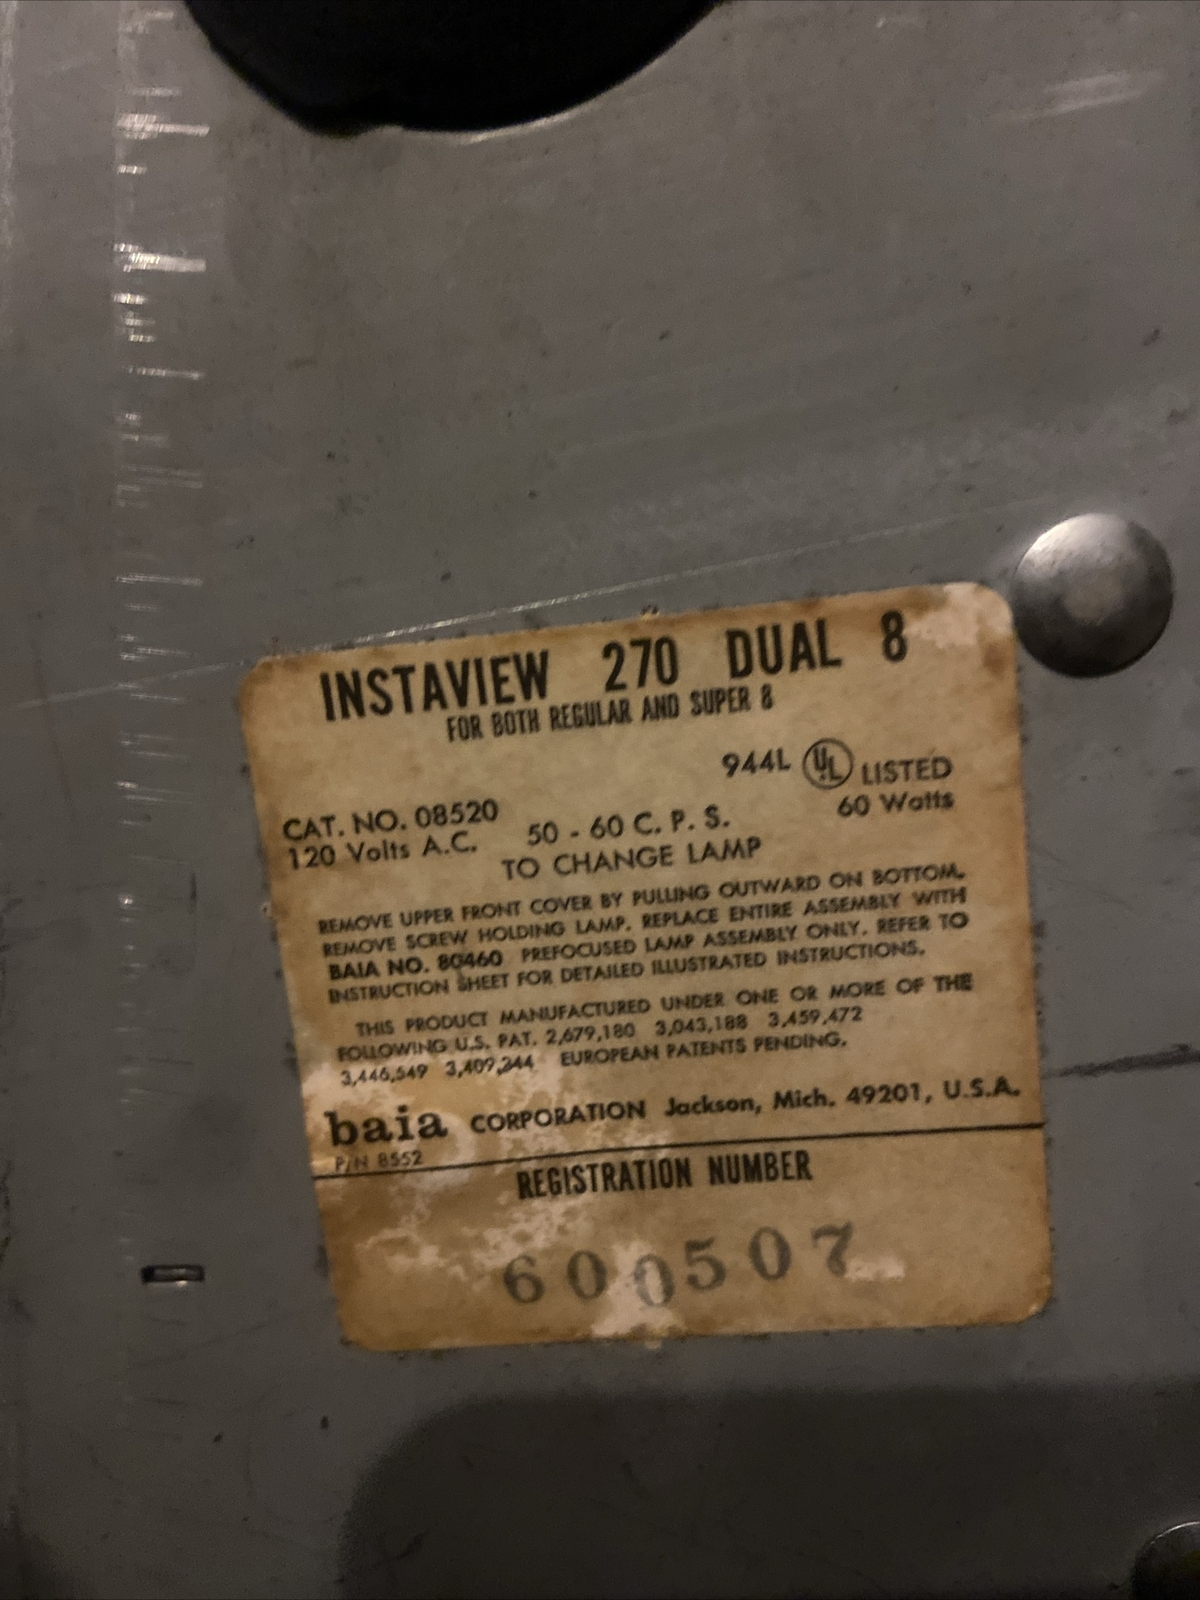 INSTAVIEW 270 DUAL 8
FOR BOTH REGULAR AND SUPER 8
944L UL LISTED
CAT. NO. 08520 50 - 60 C. P. S. 60 Watts
120 Volts A.C.
TO CHANGE LAMP
REMOVE UPPER FRONT COVER BY PULLING OUTWARD ON BOTTOM.
REMOVE SCREW HOLDING LAMP. REPLACE ENTIRE ASSEMBLY WITH
BAIA NO. 80460 PREFOCUSED LAMP ASSEMBLY ONLY. REFER TO
INSTRUCTION SHEET FOR DETAILED ILLUSTRATED INSTRUCTIONS.
THIS PRODUCT MANUFACTURED UNDER ONE OR MORE OF THE
FOLLOWING U.S. PAT. 2,679,180 3,043,188 3,459,472
3,446,549 3,409,244 EUROPEAN PATENTS PENDING.
baia CORPORATION Jackson, Mich. 49201, U.S.A.
P/N 8552
REGISTRATION NUMBER
600507